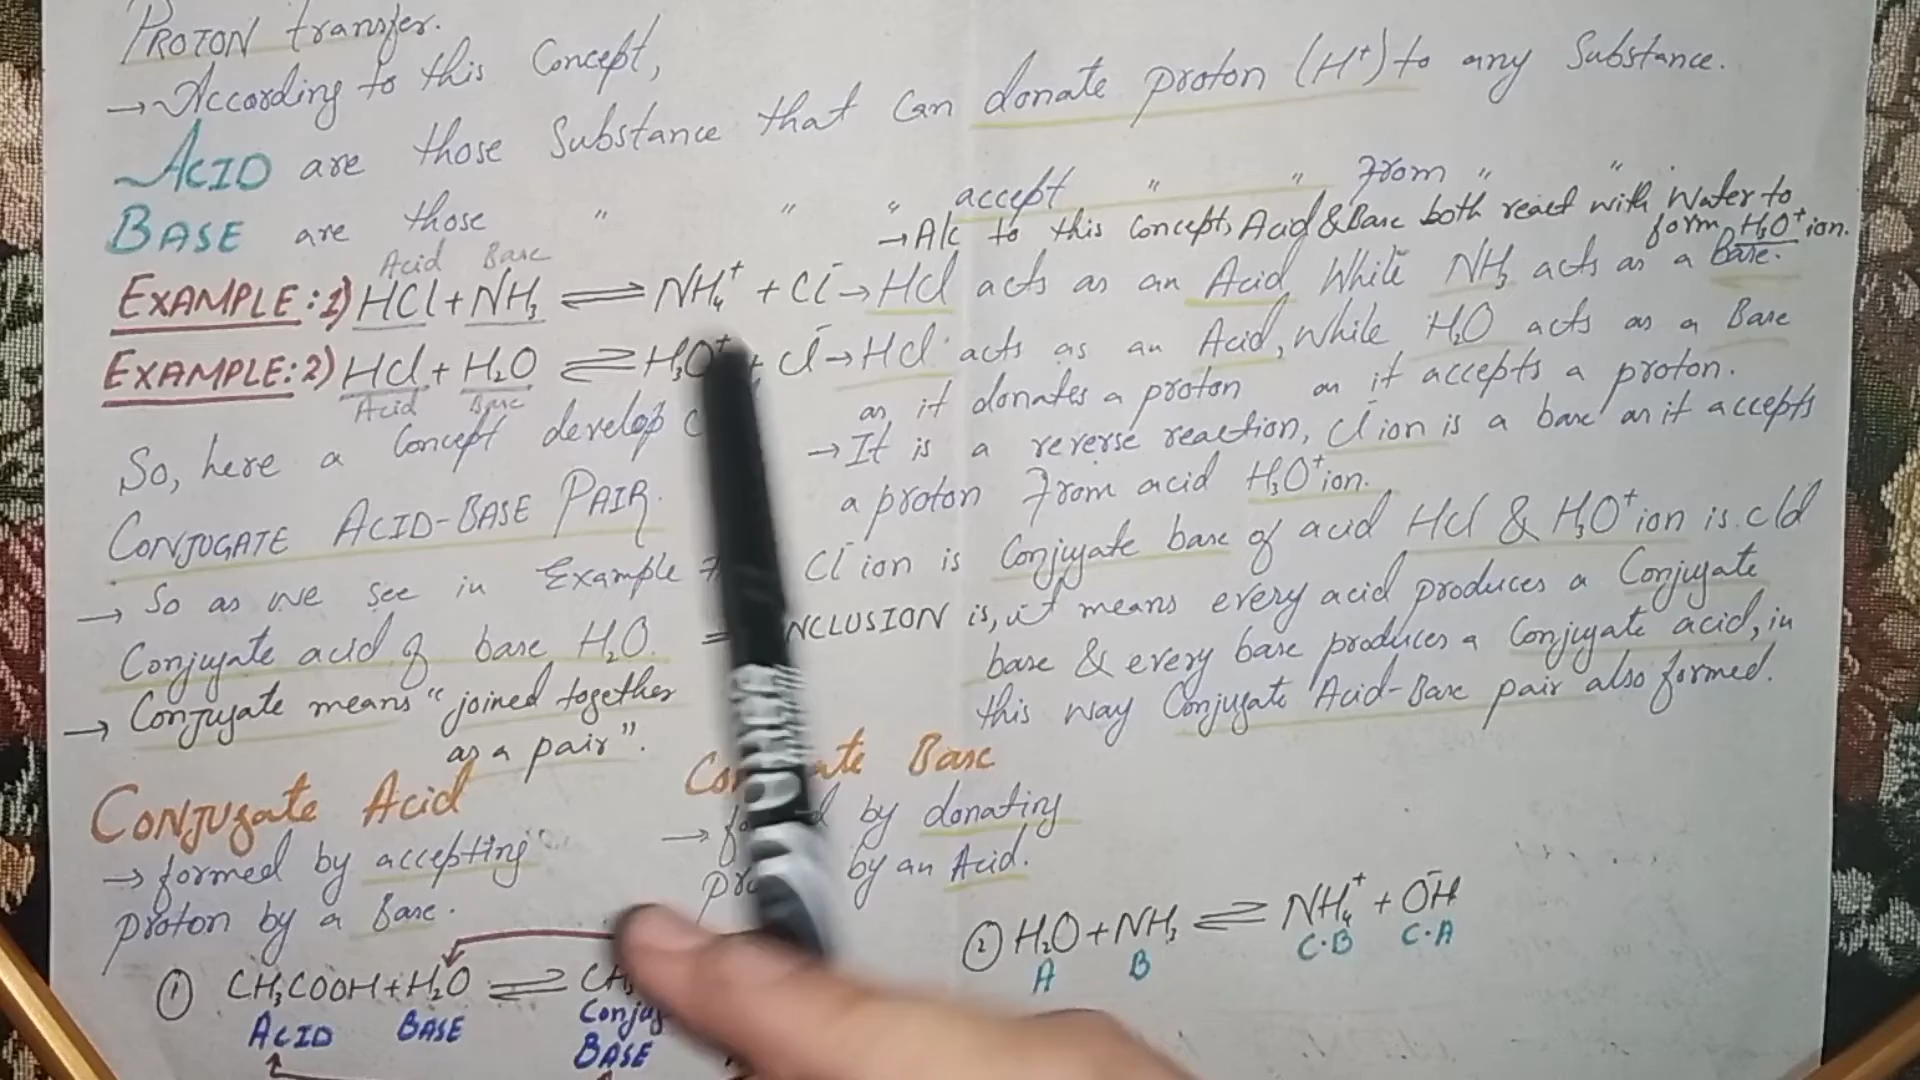 PROTON transfer.
→ According to this Concept,
ACID are those Substance that can donate proton (H⁺) to any Substance.
BASE are those " " " accept " " From " "
→ A/c to this concept, Acid & Base both react with Water to form H₃O⁺ ion.
Acid Base
EXAMPLE: 1) HCl + NH₃ ⇌ NH₄⁺ + Cl⁻ → HCl acts as an Acid While NH₃ acts as a Base.
EXAMPLE: 2) HCl + H₂O ⇌ H₃O⁺ + Cl⁻ → HCl acts as an Acid, While H₂O acts as a Base
Acid Base
as it donates a proton as it accepts a proton.
So, here a Concept develop
→ It is a reverse reaction, Cl⁻ ion is a base as it accepts
CONJUGATE ACID-BASE PAIR.
a proton From acid H₃O⁺ ion.
→ So as we see in Example Cl⁻ ion is Conjugate base of acid HCl & H₃O⁺ ion is c/d
Conjugate acid of base H₂O.
NCLUSION is, it means every acid produces a Conjugate
base & every base produces a Conjugate acid, in
this way Conjugate Acid-Base pair also formed.
→ Conjugate means "joined together
as a pair".
CONJUgate Acid
→ formed by accepting
proton by a Base.
Co ate Base
→ f d by donating
pr by an Acid.
① CH₃COOH + H₂O ⇌ CH₃
ACID BASE Conjug
BASE
② H₂O + NH₃ ⇌ NH₄⁺ + OH⁻
A B C.B C.A